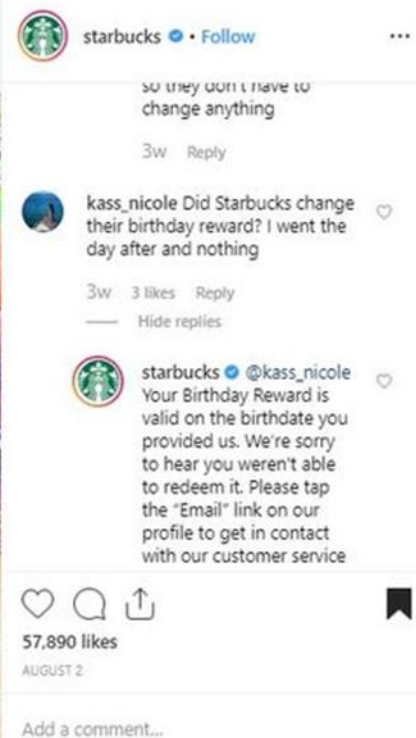 starbucks • Follow
so they don't have to
change anything
3w Reply
kass_nicole Did Starbucks change
their birthday reward? I went the
day after and nothing
3w 3 likes Reply
Hide replies
starbucks @kass_nicole
Your Birthday Reward is
valid on the birthdate you
provided us. We're sorry
to hear you weren't able
to redeem it. Please tap
the "Email" link on our
profile to get in contact
with our customer service
57,890 likes
AUGUST 2
Add a comment...